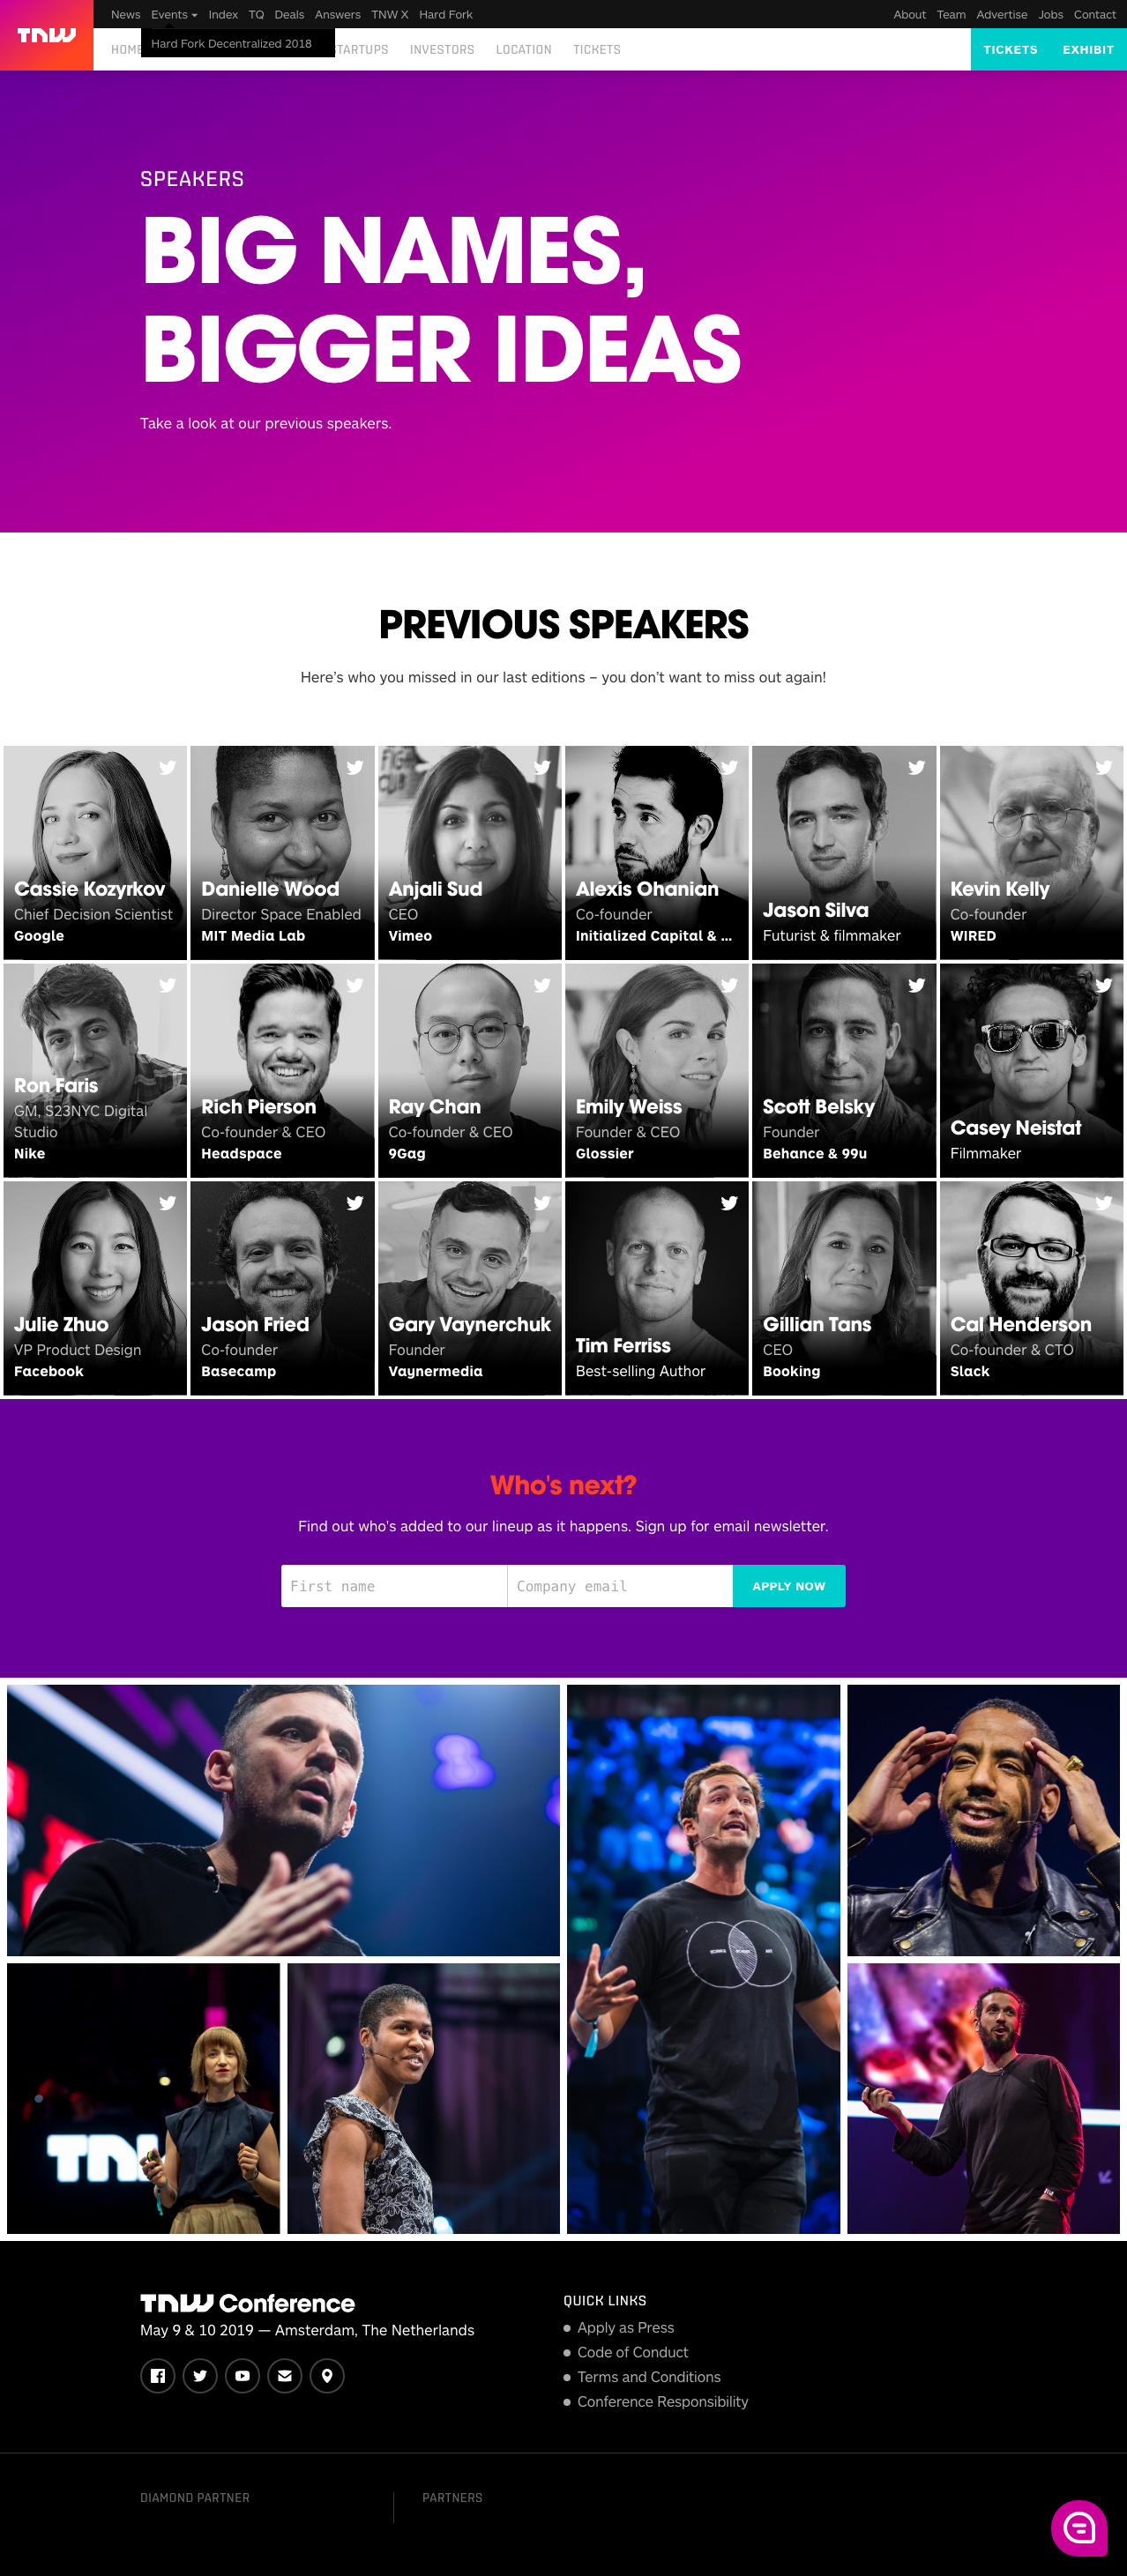 TNW
News Events Index TQ Deals Answers TNW X Hard Fork
About Team Advertise Jobs Contact
Hard Fork Decentralized 2018
INVESTORS LOCATION TICKETS
TICKETS EXHIBIT
SPEAKERS
BIG NAMES,
BIGGER IDEAS
Take a look at our previous speakers.
PREVIOUS SPEAKERS
Here’s who you missed in our last editions – you don’t want to miss out again!
Cassie Kozyrkov
Chief Decision Scientist
Google
Danielle Wood
Director Space Enabled
MIT Media Lab
Anjali Sud
CEO
Vimeo
Alexis Ohanian
Co-founder
Initialized Capital & ...
Jason Silva
Futurist & filmmaker
Kevin Kelly
Co-founder
WIRED
Ron Faris
GM, S23NYC Digital
Studio
Nike
Rich Pierson
Co-founder & CEO
Headspace
Ray Chan
Co-founder & CEO
9Gag
Emily Weiss
Founder & CEO
Glossier
Scott Belsky
Founder
Behance & 99u
Casey Neistat
Filmmaker
Julie Zhuo
VP Product Design
Facebook
Jason Fried
Co-founder
Basecamp
Gary Vaynerchuk
Founder
Vaynermedia
Tim Ferriss
Best-selling Author
Gillian Tans
CEO
Booking
Cal Henderson
Co-founder & CTO
Slack
Who's next?
Find out who's added to our lineup as it happens. Sign up for email newsletter.
First name
Company email
APPLY NOW
TNW Conference
May 9 & 10 2019 — Amsterdam, The Netherlands
QUICK LINKS
Apply as Press
Code of Conduct
Terms and Conditions
Conference Responsibility
DIAMOND PARTNER
PARTNERS